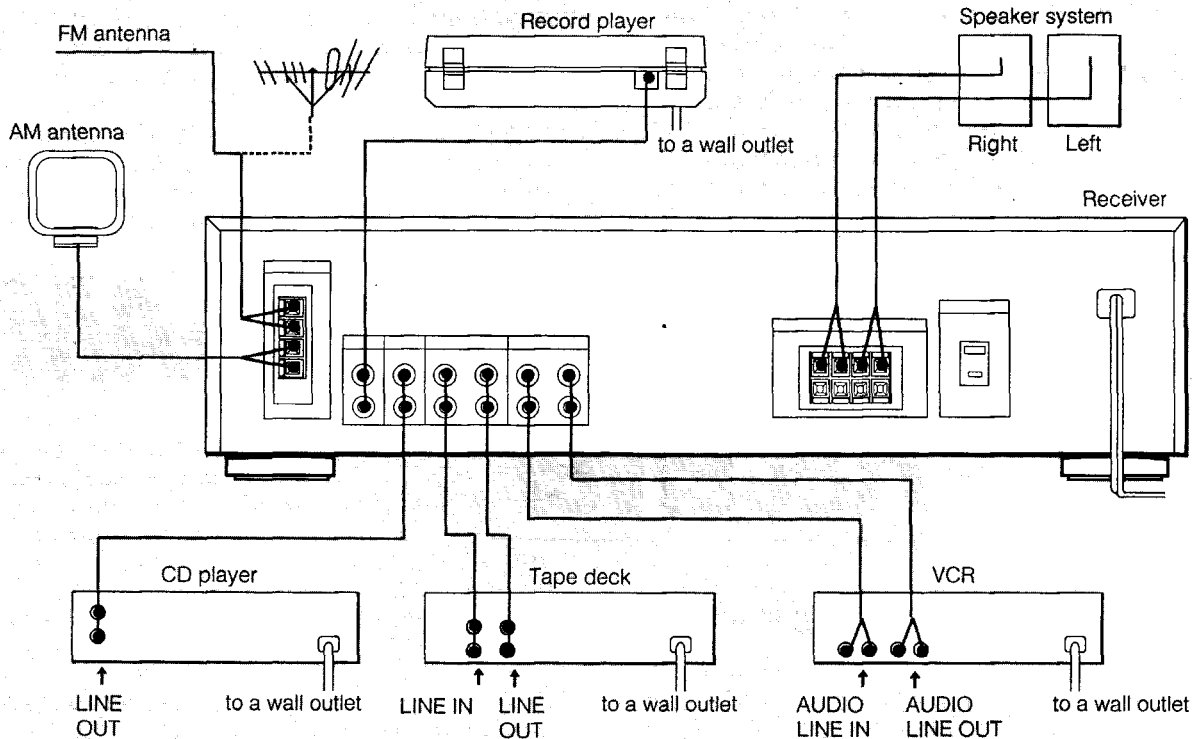 Record player
Speaker system
FM antenna
AM antenna
to a wall outlet
Right
Left
Receiver
CD player
Tape deck
VCR
LINE
OUT
to a wall outlet
LINE IN
LINE
OUT
to a wall outlet
AUDIO
LINE IN
AUDIO
LINE OUT
to a wall outlet